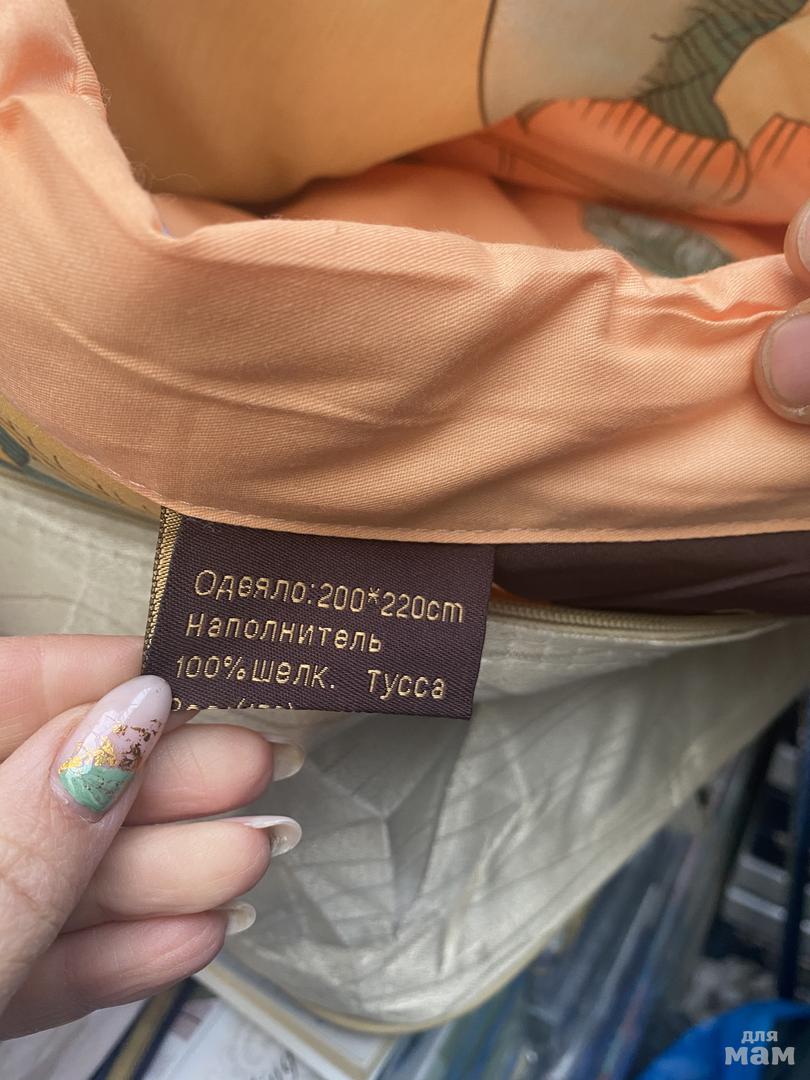 Одеяло:200*220cm
Наполнитель
100%шелк. Тусса
для
мам